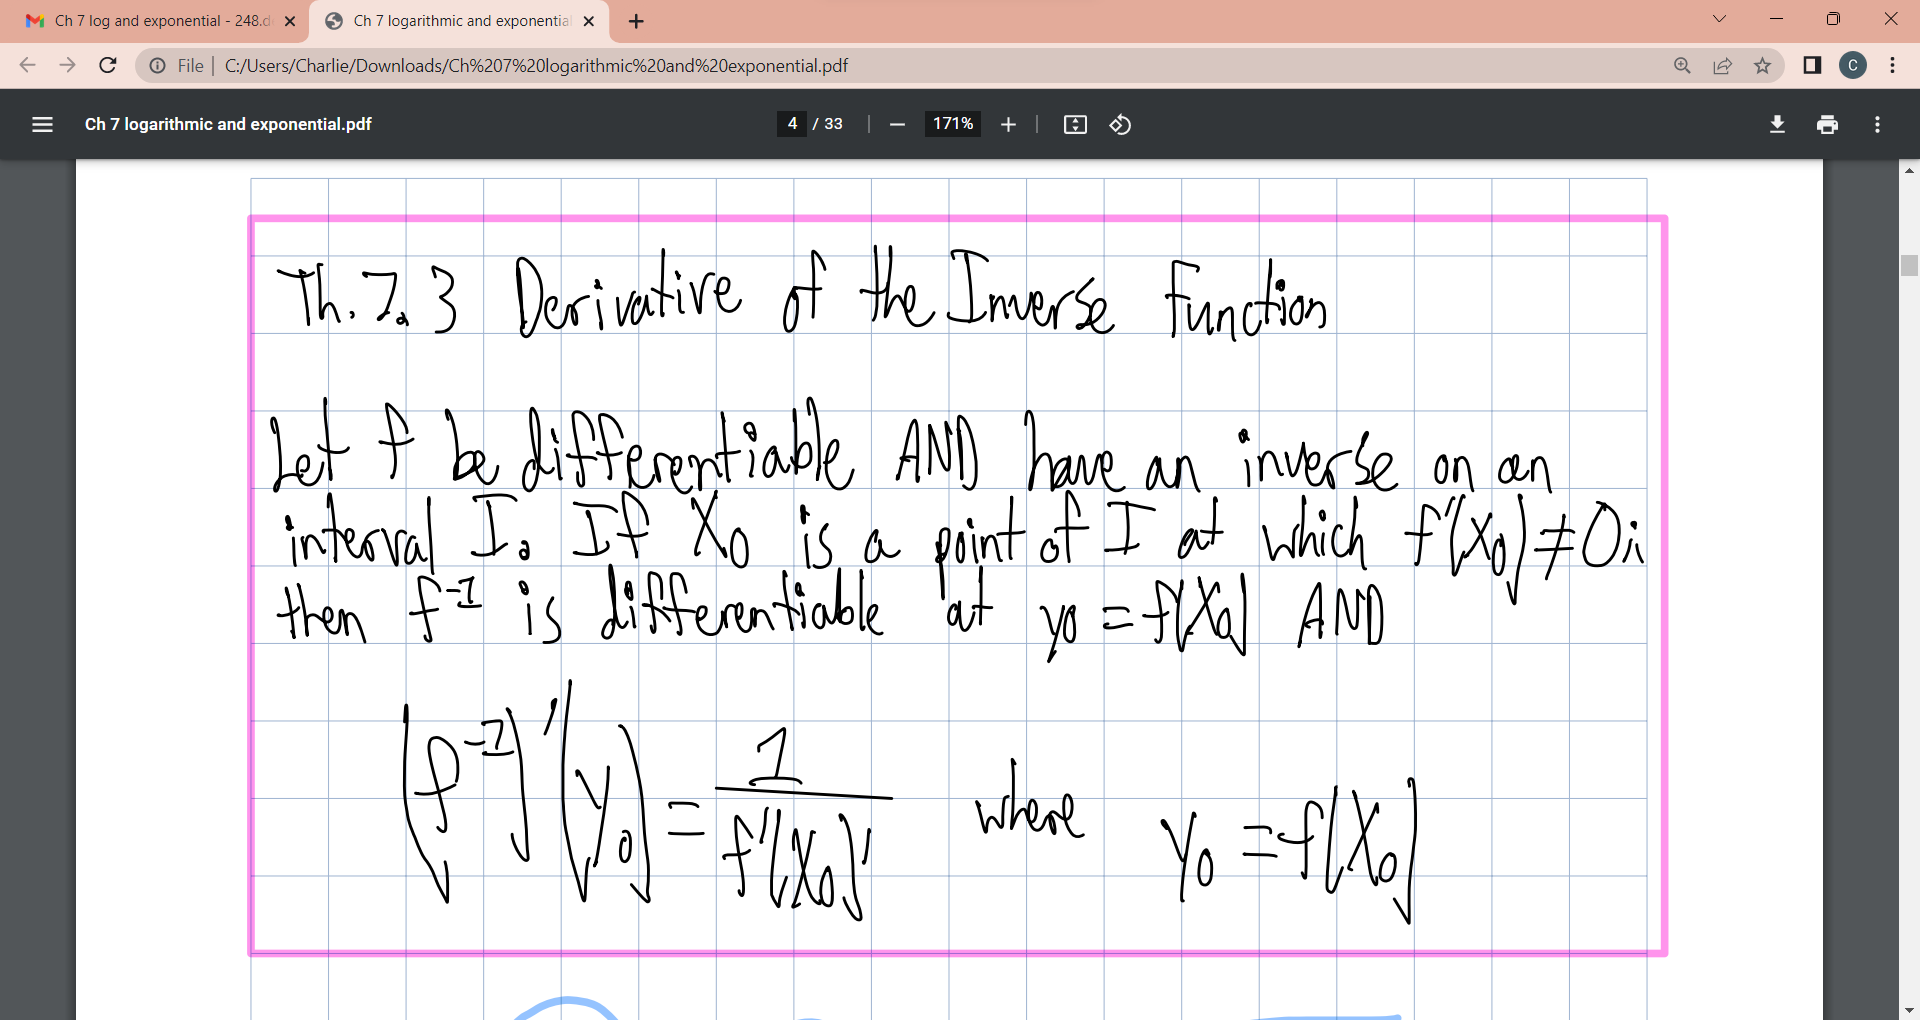 Ch 7 log and exponential - 248.d
Ch 7 logarithmic and exponential
File C:/Users/Charlie/Downloads/Ch%207%20logarithmic%20and%20exponential.pdf
C
Ch 7 logarithmic and exponential.pdf
4 / 33 171%
Th. 7.3 Derivative of the Inverse Function
Let f be differentiable AND have an inverse on an
interval I. If X₀ is a point of I at which f'(X₀) ≠ 0;
then f⁻¹ is differentiable at y₀ = f(X₀) AND
(f⁻¹)'(y₀) = 1 / f'(X₀)' where y₀ = f(X₀)